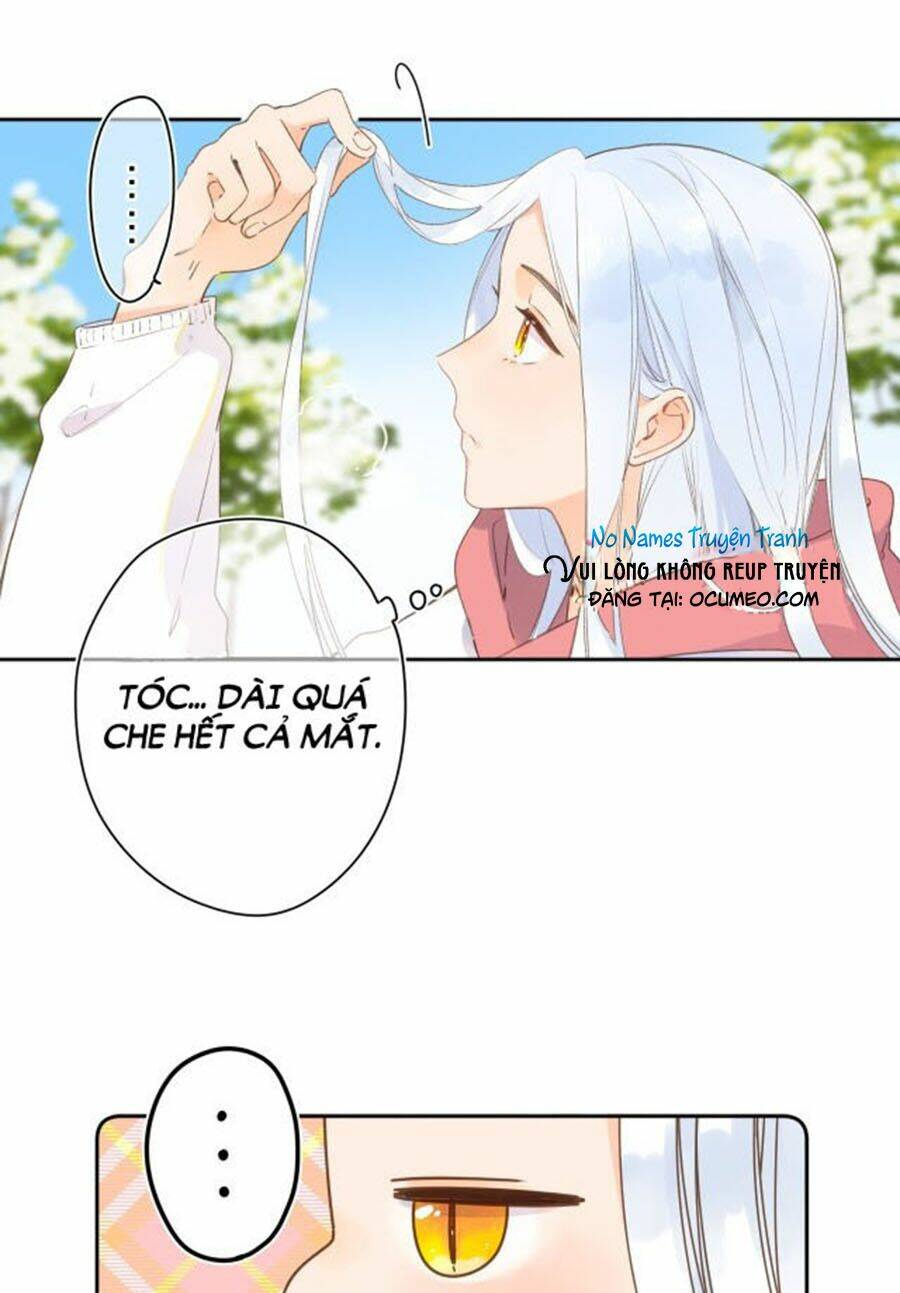 ......
No Names Truyện Tranh
VUI LÒNG KHÔNG REUP TRUYỆN
ĐĂNG TẠI: OCUMEO.COM
TÓC... DÀI QUÁ
CHE HẾT CẢ MẮT.
...